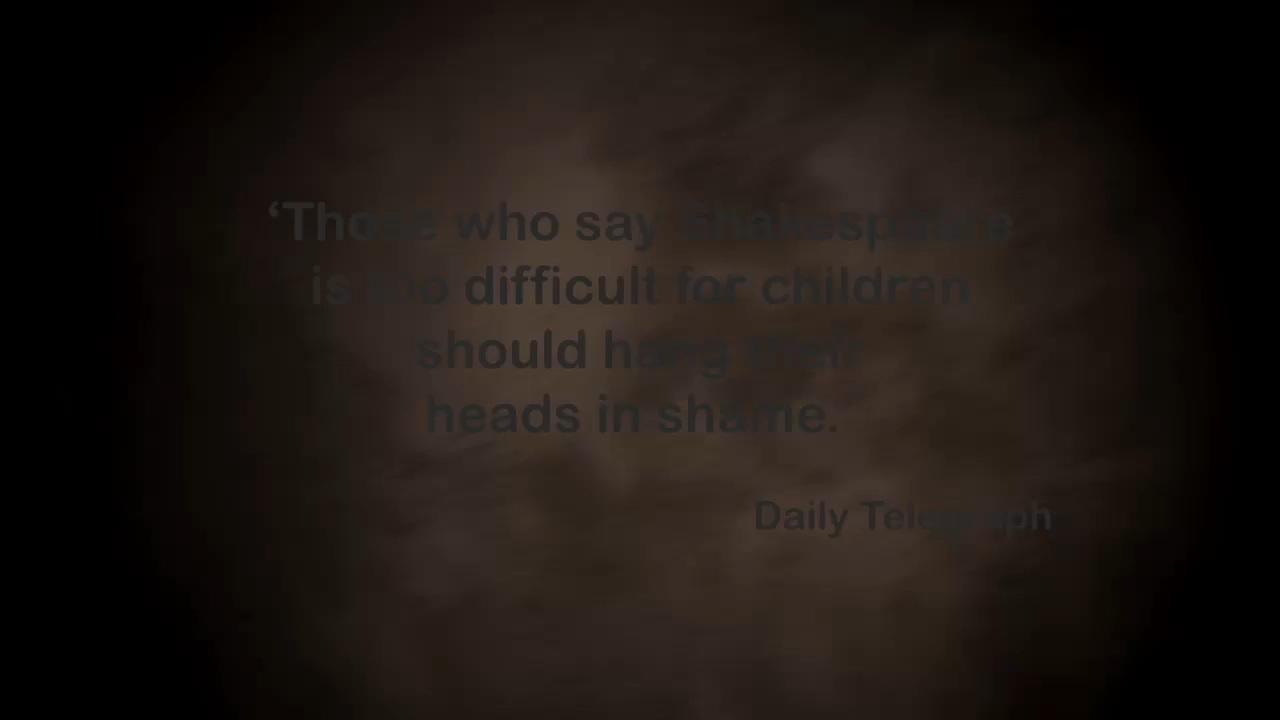 ‘Those who say Shakespeare
is too difficult for children
should hang their
heads in shame.
Daily Telegraph